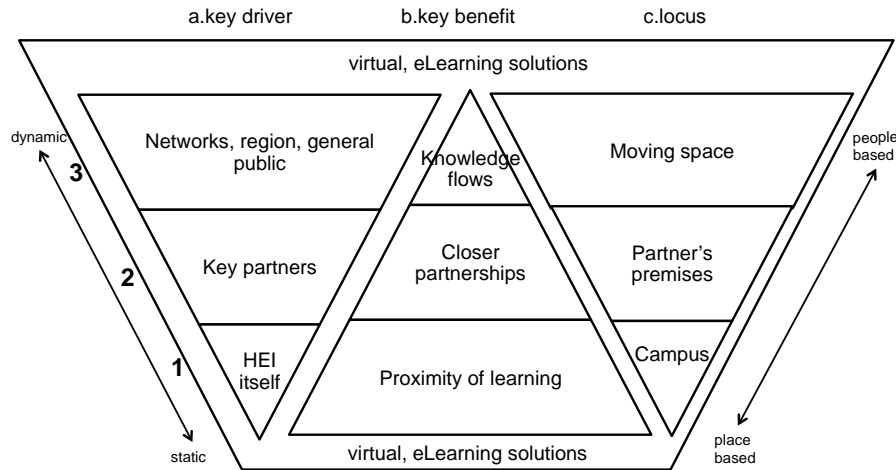 a.key driver
b.key benefit
c.locus
virtual, eLearning solutions
dynamic
people
based
3
Networks, region, general
public
Knowledge
flows
Moving space
2
Key partners
Closer
partnerships
Partner’s
premises
1
HEI
itself
Proximity of learning
Campus
static
virtual, eLearning solutions
place
based